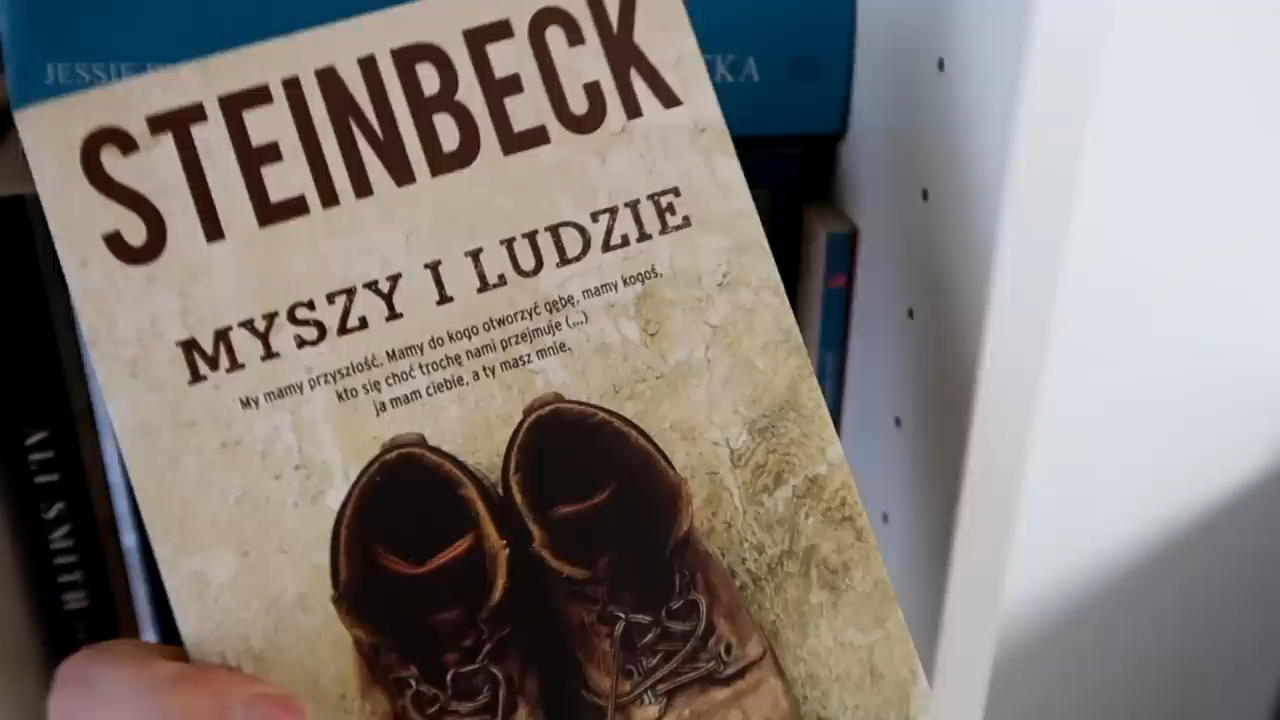 JESSIE
STEINBECK
MYSZY I LUDZIE
My mamy przyszłość. Mamy do kogo otworzyć gębę, mamy kogoś,
kto się choć trochę nami przejmuje (...)
ja mam ciebie, a ty masz mnie.
ALI SMITH